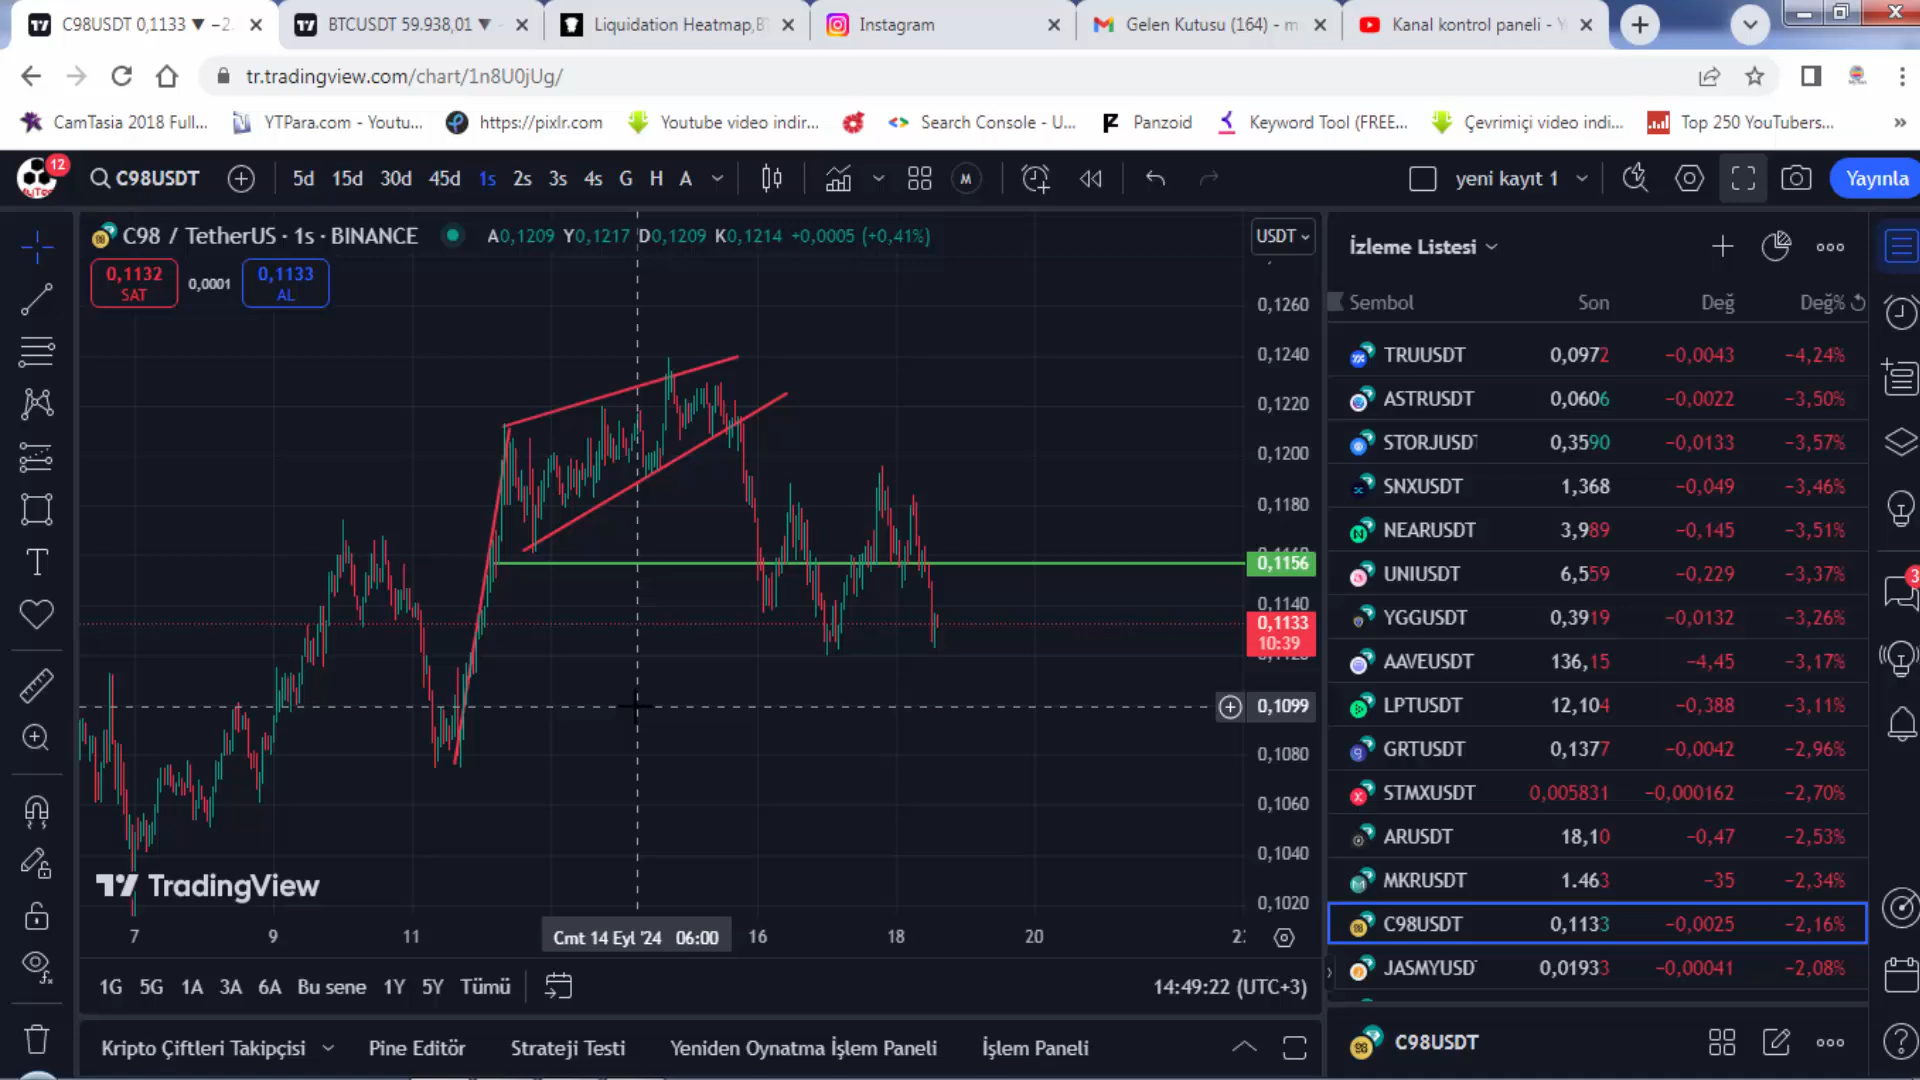 C98USDT 0,1133 ▼ −2
BTCUSDT 59.938,01 ▼
Liquidation Heatmap,B
Instagram
Gelen Kutusu (164) - m
Kanal kontrol paneli - Y
tr.tradingview.com/chart/1n8U0jUg/
CamTasia 2018 Full...
YTPara.com - Youtu...
https://pixlr.com
Youtube video indir...
Search Console - U...
Panzoid
Keyword Tool (FREE...
Çevrimiçi video indi...
Top 250 YouTubers...
»
12
C98USDT
5d 15d 30d 45d 1s 2s 3s 4s G H A
M
yeni kayıt 1
Yayınla
C98 / TetherUS · 1s · BINANCE
A0,1209 Y0,1217 D0,1209 K0,1214 +0,0005 (+0,41%)
USDT
0,1132
SAT
0,0001
0,1133
AL
0,1260
0,1240
0,1220
0,1200
0,1180
0,1156
0,1140
0,1133
10:39
0,1099
0,1080
0,1060
0,1040
0,1020
TradingView
7 9 11 Cmt 14 Eyl '24 06:00 16 18 20
1G 5G 1A 3A 6A Bu sene 1Y 5Y Tümü
14:49:22 (UTC+3)
Kripto Çiftleri Takipçisi
Pine Editör
Strateji Testi
Yeniden Oynatma İşlem Paneli
İşlem Paneli
İzleme Listesi
Sembol Son Değ Değ%
TRUUSDT 0,0972 −0,0043 −4,24%
ASTRUSDT 0,0606 −0,0022 −3,50%
STORJUSDT 0,3590 −0,0133 −3,57%
SNXUSDT 1,368 −0,049 −3,46%
NEARUSDT 3,989 −0,145 −3,51%
UNIUSDT 6,559 −0,229 −3,37%
YGGUSDT 0,3919 −0,0132 −3,26%
AAVEUSDT 136,15 −4,45 −3,17%
LPTUSDT 12,104 −0,388 −3,11%
GRTUSDT 0,1377 −0,0042 −2,96%
STMXUSDT 0,005831 −0,000162 −2,70%
ARUSDT 18,10 −0,47 −2,53%
MKRUSDT 1.463 −35 −2,34%
C98USDT 0,1133 −0,0025 −2,16%
JASMYUSD 0,01933 −0,00041 −2,08%
C98USDT
3